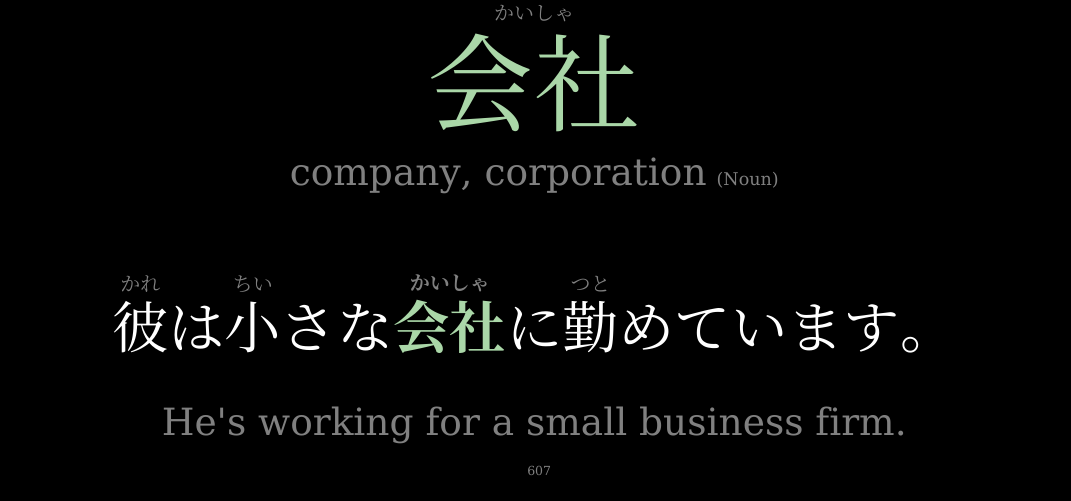 かいしゃ
会社
company, corporation (Noun)
かれ ちい かいしゃ つと
彼は小さな会社に勤めています。
He's working for a small business firm.
607